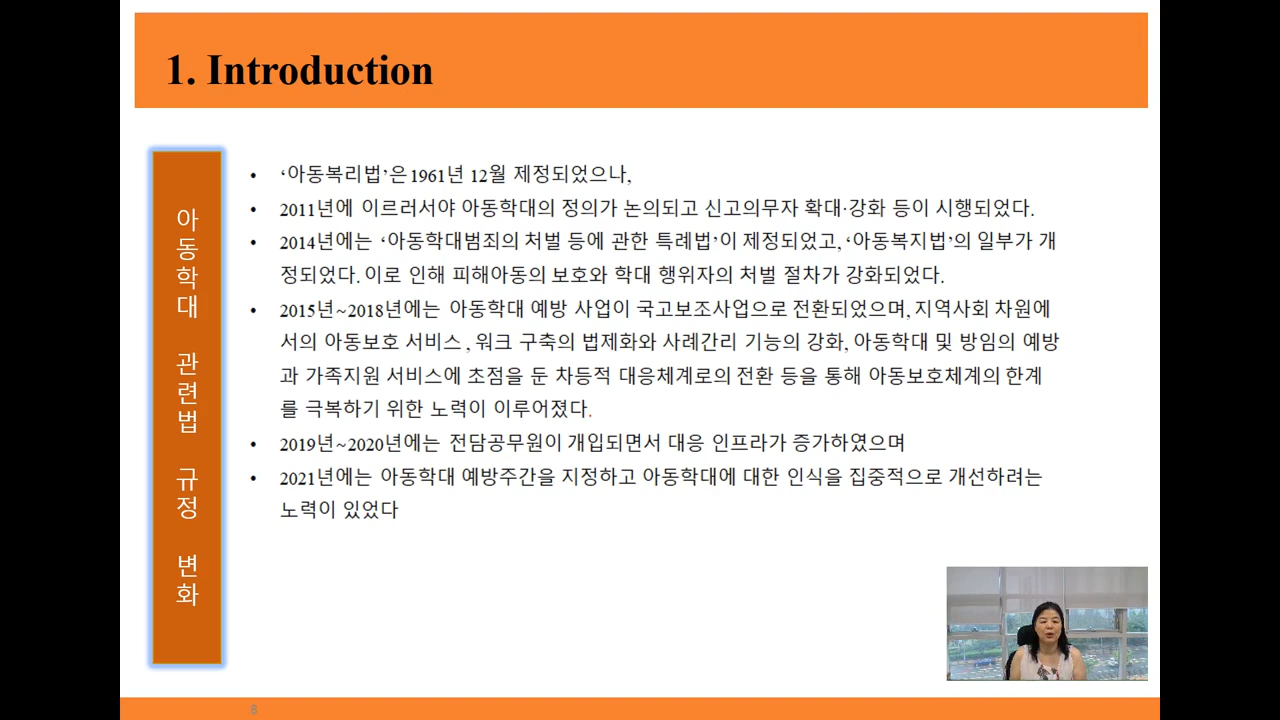 1. Introduction
아동학대 관련법 규정 변화
• ‘아동복리법’은 1961년 12월 제정되었으나,
• 2011년에 이르러서야 아동학대의 정의가 논의되고 신고의무자 확대·강화 등이 시행되었다.
• 2014년에는 ‘아동학대범죄의 처벌 등에 관한 특례법’이 제정되었고, ‘아동복지법’의 일부가 개
정되었다. 이로 인해 피해아동의 보호와 학대 행위자의 처벌 절차가 강화되었다.
• 2015년~2018년에는 아동학대 예방 사업이 국고보조사업으로 전환되었으며, 지역사회 차원에
서의 아동보호 서비스 , 워크 구축의 법제화와 사례간리 기능의 강화, 아동학대 및 방임의 예방
과 가족지원 서비스에 초점을 둔 차등적 대응체계로의 전환 등을 통해 아동보호체계의 한계
를 극복하기 위한 노력이 이루어졌다.
• 2019년~2020년에는 전담공무원이 개입되면서 대응 인프라가 증가하였으며
• 2021년에는 아동학대 예방주간을 지정하고 아동학대에 대한 인식을 집중적으로 개선하려는
노력이 있었다
8